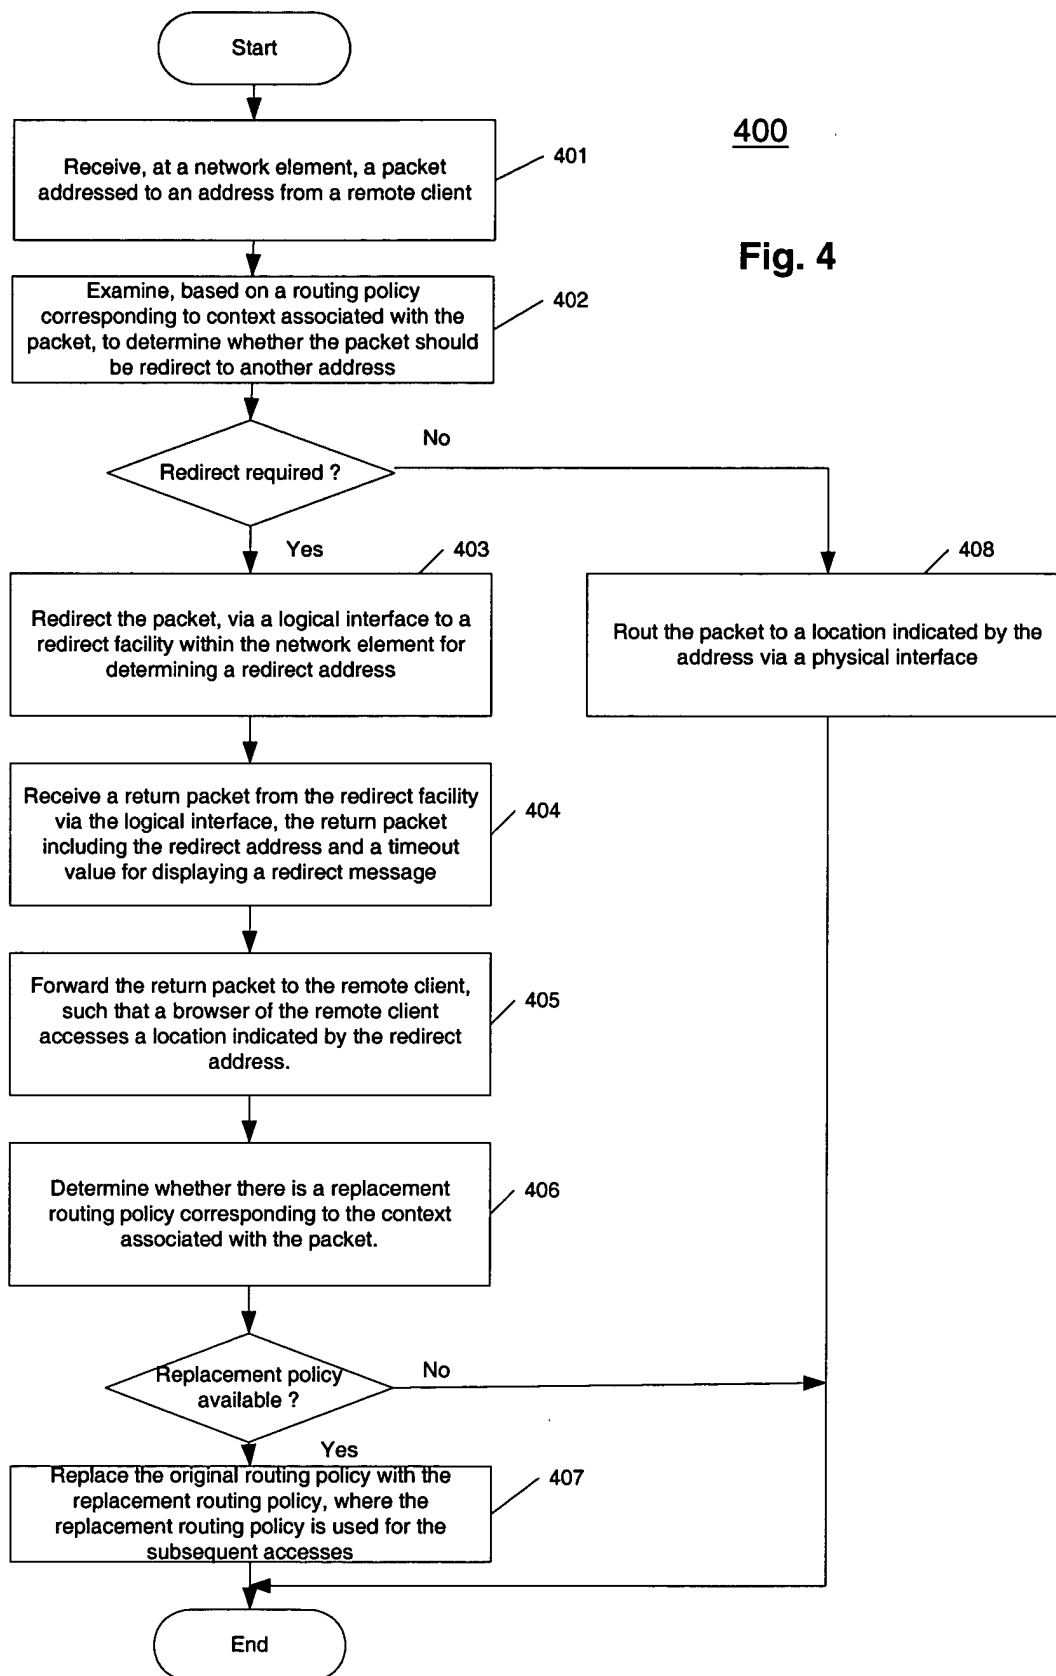 Start
400
Receive, at a network element, a packet
addressed to an address from a remote client
401
Fig. 4
Examine, based on a routing policy
corresponding to context associated with the
packet, to determine whether the packet should
be redirect to another address
402
Redirect required ?
No
Yes
403
Redirect the packet, via a logical interface to a
redirect facility within the network element for
determining a redirect address
408
Rout the packet to a location indicated by the
address via a physical interface
Receive a return packet from the redirect facility
via the logical interface, the return packet
including the redirect address and a timeout
value for displaying a redirect message
404
Forward the return packet to the remote client,
such that a browser of the remote client
accesses a location indicated by the redirect
address.
405
Determine whether there is a replacement
routing policy corresponding to the context
associated with the packet.
406
Replacement policy
available ?
No
Yes
Replace the original routing policy with the
replacement routing policy, where the
replacement routing policy is used for the
subsequent accesses
407
End